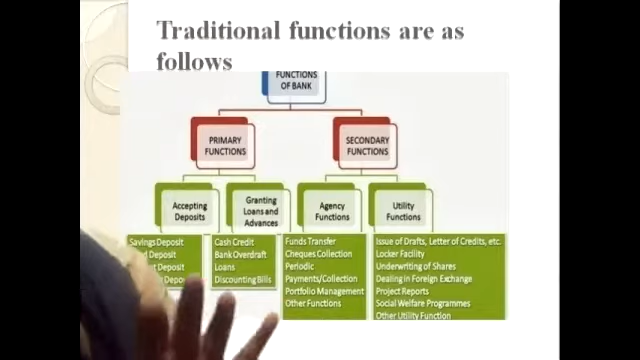 Traditional functions are as
follows
FUNCTIONS
OF BANK
PRIMARY
FUNCTIONS
SECONDARY
FUNCTIONS
Accepting
Deposits
Granting
Loans and
Advances
Agency
Functions
Utility
Functions
Savings Deposit
Deposit
Deposit
Cash Credit
Bank Overdraft
Loans
Discounting Bills
Funds Transfer
Cheques Collection
Periodic
Payments/Collection
Portfolio Management
Other Functions
Issue of Drafts, Letter of Credits, etc.
Locker Facility
Underwriting of Shares
Dealing in Foreign Exchange
Project Reports
Social Welfare Programmes
Other Utility Function